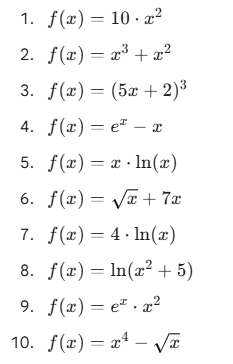 1. f(x) = 10 · x²
2. f(x) = x³ + x²
3. f(x) = (5x + 2)³
4. f(x) = eˣ − x
5. f(x) = x · ln(x)
6. f(x) = √x + 7x
7. f(x) = 4 · ln(x)
8. f(x) = ln(x² + 5)
9. f(x) = eˣ · x²
10. f(x) = x⁴ − √x